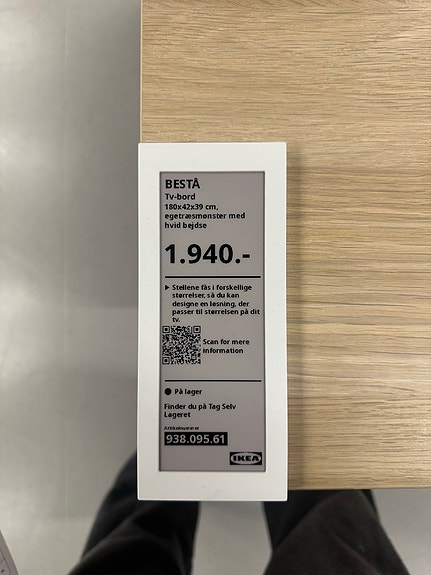 BESTÅ
Tv-bord
180x42x39 cm,
egetræsmønster med
hvid bejdse
1.940.-
▶ Stellene fås i forskellige
størrelser, så du kan
designe en løsning, der
passer til størrelsen på dit
tv.
Scan for mere
information
● På lager
Finder du på Tag Selv
Lageret
Artikelnummer
938.095.61
IKEA